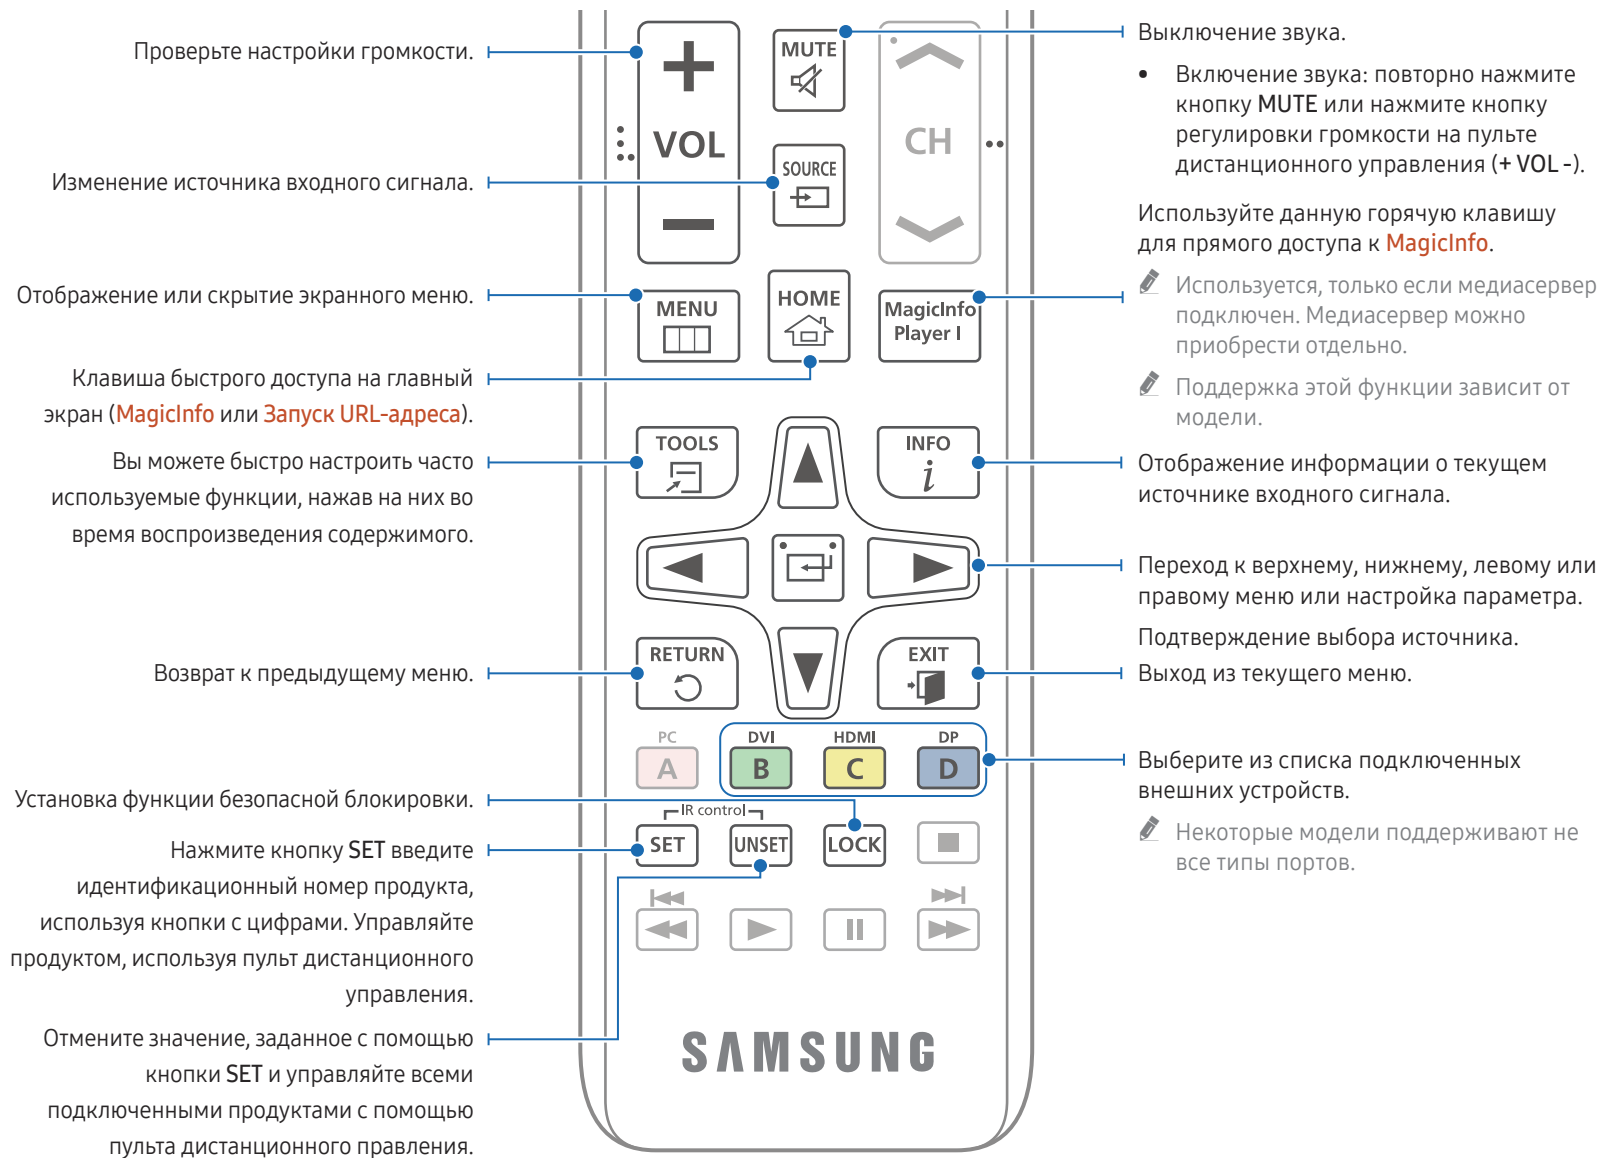 Проверьте настройки громкости.
Изменение источника входного сигнала.
Отображение или скрытие экранного меню.
Клавиша быстрого доступа на главный
экран (MagicInfo или Запуск URL-адреса).
Вы можете быстро настроить часто
используемые функции, нажав на них во
время воспроизведения содержимого.
Возврат к предыдущему меню.
Установка функции безопасной блокировки.
Нажмите кнопку SET введите
идентификационный номер продукта,
используя кнопки с цифрами. Управляйте
продуктом, используя пульт дистанционного
управления.
Отмените значение, заданное с помощью
кнопки SET и управляйте всеми
подключенными продуктами с помощью
пульта дистанционного правления.
VOL
MUTE
CH
SOURCE
MENU
HOME
MagicInfo
Player I
TOOLS
INFO
i
RETURN
EXIT
PC
DVI
HDMI
DP
A
B
C
D
IR control
SET
UNSET
LOCK
SAMSUNG
Выключение звука.
• Включение звука: повторно нажмите
кнопку MUTE или нажмите кнопку
регулировки громкости на пульте
дистанционного управления (+ VOL -).
Используйте данную горячую клавишу
для прямого доступа к MagicInfo.
Используется, только если медиасервер
подключен. Медиасервер можно
приобрести отдельно.
Поддержка этой функции зависит от
модели.
Отображение информации о текущем
источнике входного сигнала.
Переход к верхнему, нижнему, левому или
правому меню или настройка параметра.
Подтверждение выбора источника.
Выход из текущего меню.
Выберите из списка подключенных
внешних устройств.
Некоторые модели поддерживают не
все типы портов.